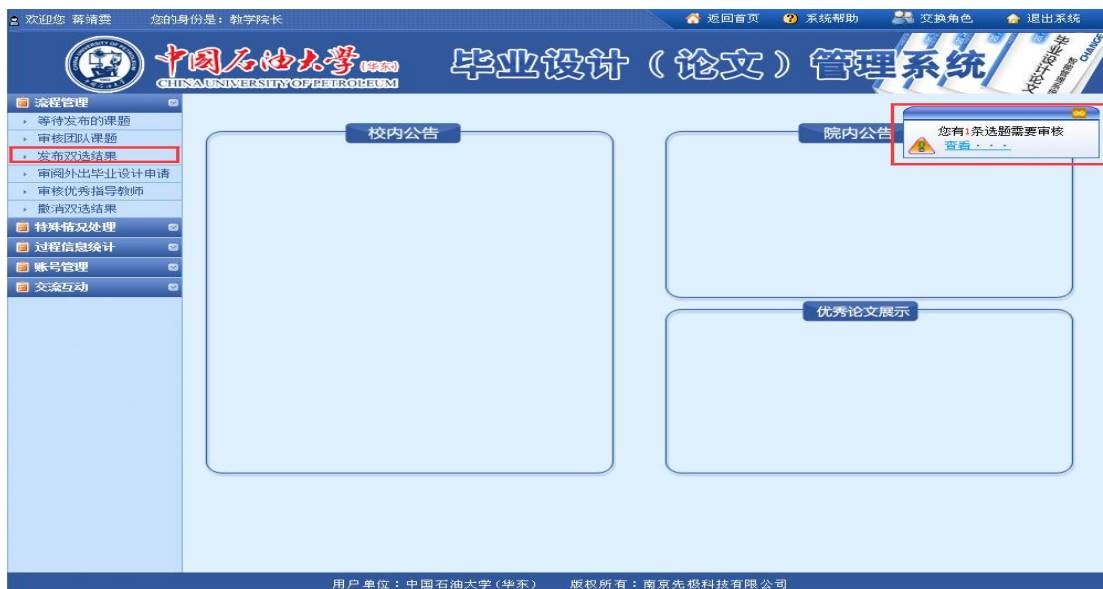 欢迎您 蒋靖雯 您的身份是：教学院长 返回首页 系统帮助 交换角色 退出系统
中国石油大学(华东) 毕业设计（论文）管理系统
CHINA UNIVERSITY OF PETROLEUM
流程管理
等待发布的课题
审核团队课题
发布双选结果
审阅外出毕业设计申请
审核优秀指导教师
撤消双选结果
特殊情况处理
过程信息统计
账号管理
交流互动
校内公告
院内公告
您有1条选题需要审核
查看···
优秀论文展示
用户单位：中国石油大学(华东) 版权所有：南京先极科技有限公司